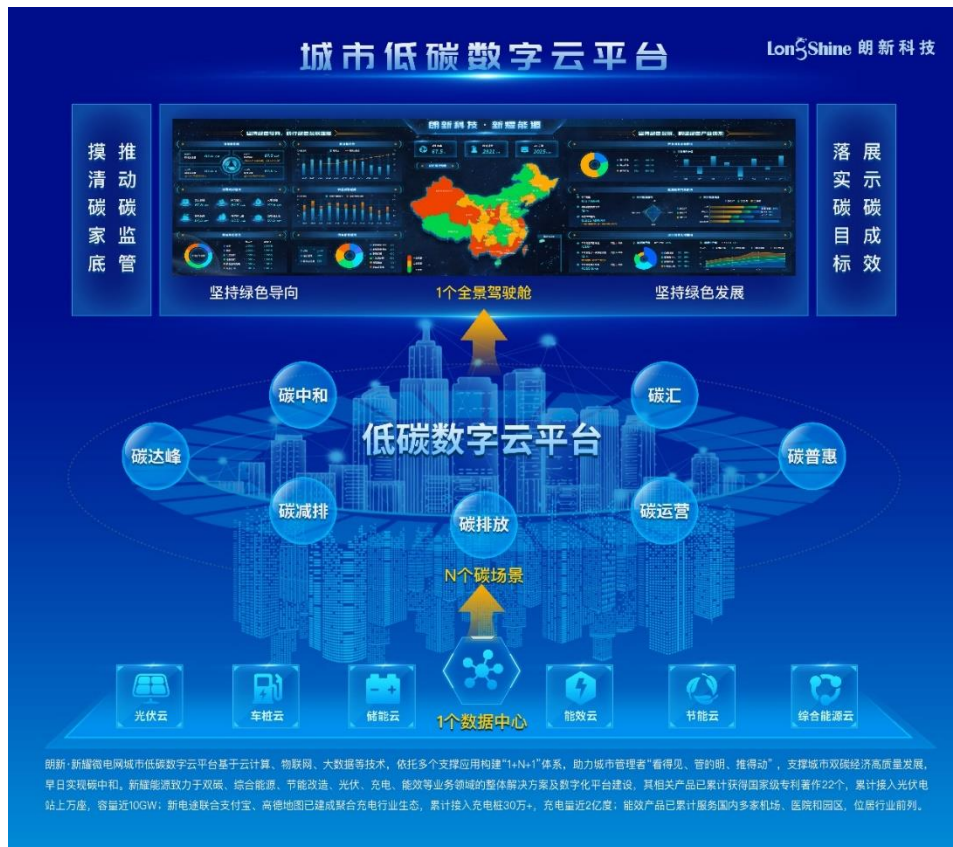 城市低碳数字云平台
LongShine 朗新科技
推动碳监管
摸清碳家底
朗新科技·新耀能源
展示碳成效
落实碳目标
坚持绿色导向
1个全景驾驶舱
坚持绿色发展
碳中和
碳汇
低碳数字云平台
碳达峰
碳普惠
碳减排
碳排放
碳运营
N个碳场景
光伏云
车桩云
储能云
1个数据中心
能效云
节能云
综合能源云
朗新·新耀微电网城市低碳数字云平台基于云计算、物联网、大数据等技术，依托多个支撑应用构建“1+N+1”体系，助力城市管理者“看得见、管的明、推得动”，支撑城市双碳经济高质量发展，
早日实现碳中和。新耀能源致力于双碳、综合能源、节能改造、光伏、充电、能效等业务领域的整体解决方案及数字化平台建设，其相关产品已累计获得国家级专利著作22个，累计接入光伏电
站上万座，容量近10GW；新电途联合支付宝、高德地图已建成聚合充电行业生态，累计接入充电桩30万+，充电量近2亿度；能效产品已累计服务国内多家机场、医院和园区，位居行业前列。